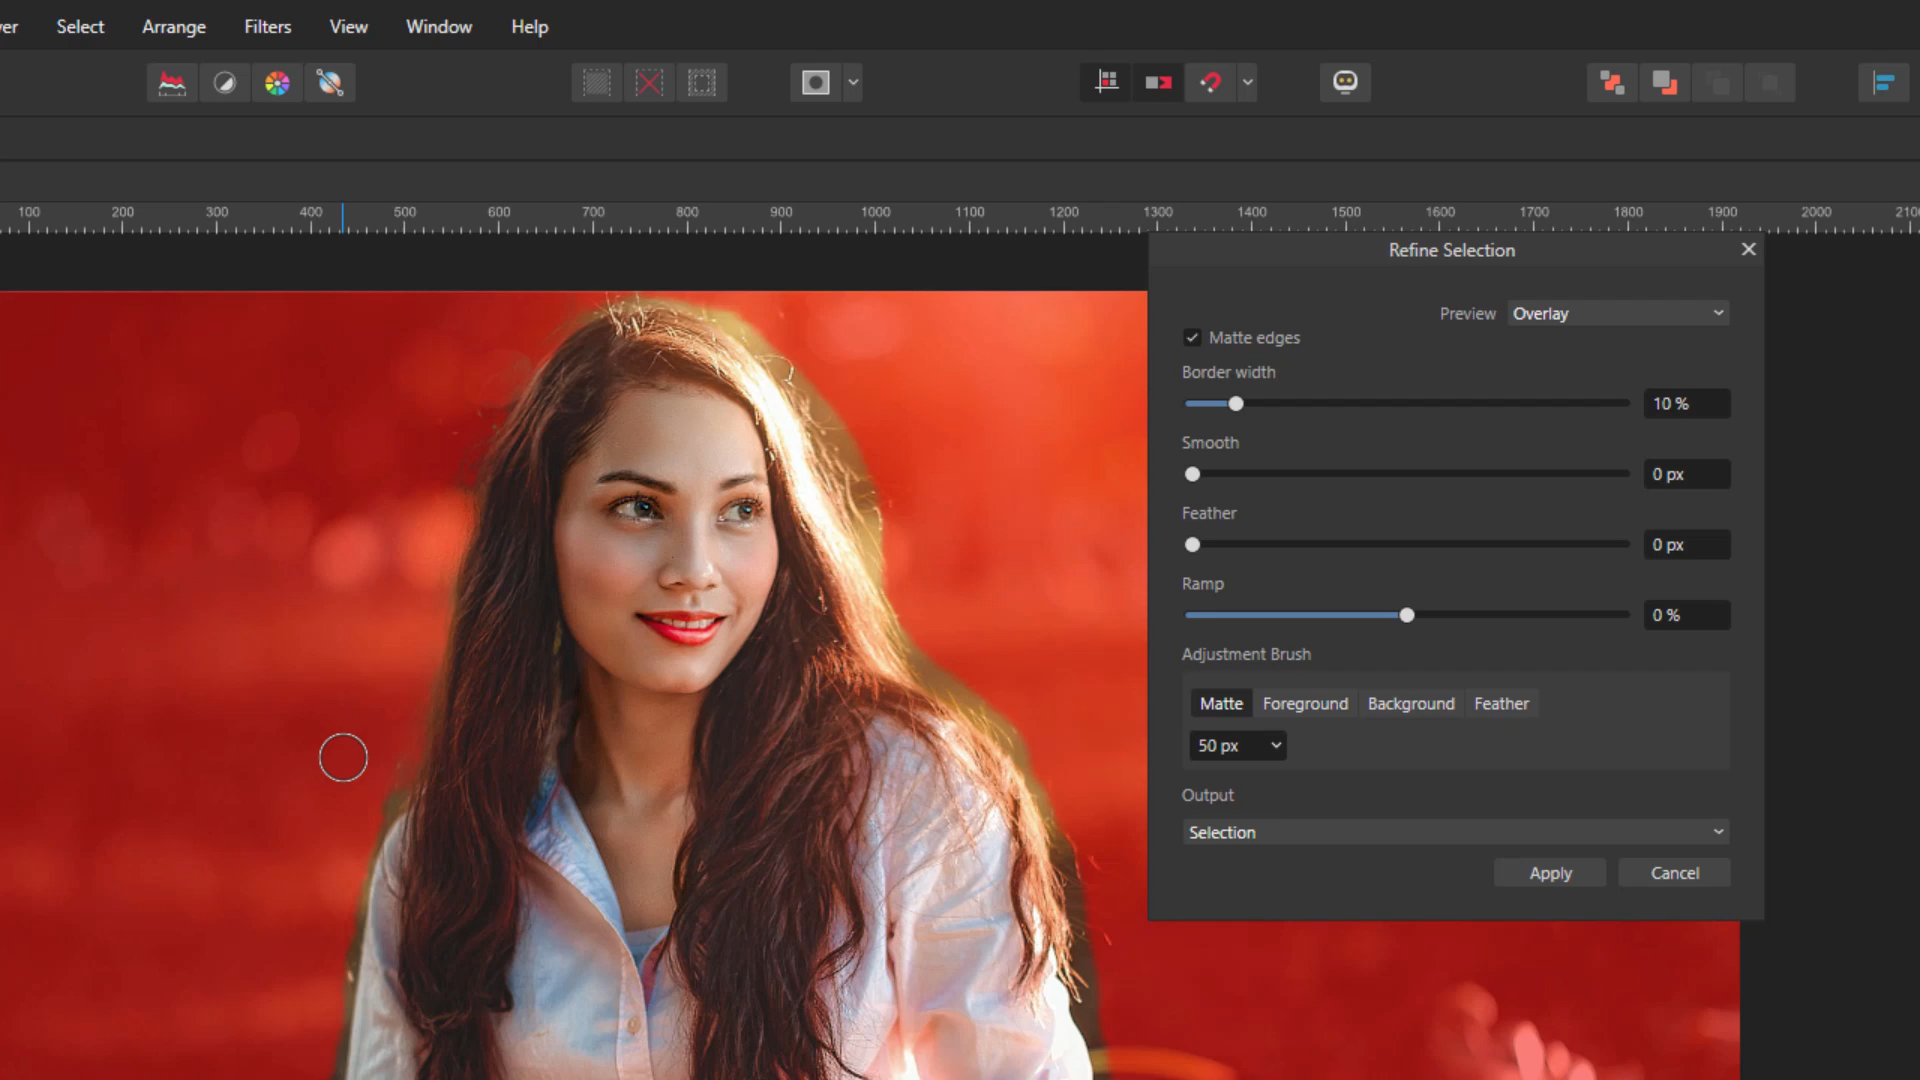 er Select Arrange Filters View Window Help
100 200 300 400 500 600 700 800 900 1000 1100 1200 1300 1400 1500 1600 1700 1800 1900 2000 210
Refine Selection
Preview Overlay
Matte edges
Border width
10 %
Smooth
0 px
Feather
0 px
Ramp
0 %
Adjustment Brush
Matte Foreground Background Feather
50 px
Output
Selection
Apply Cancel